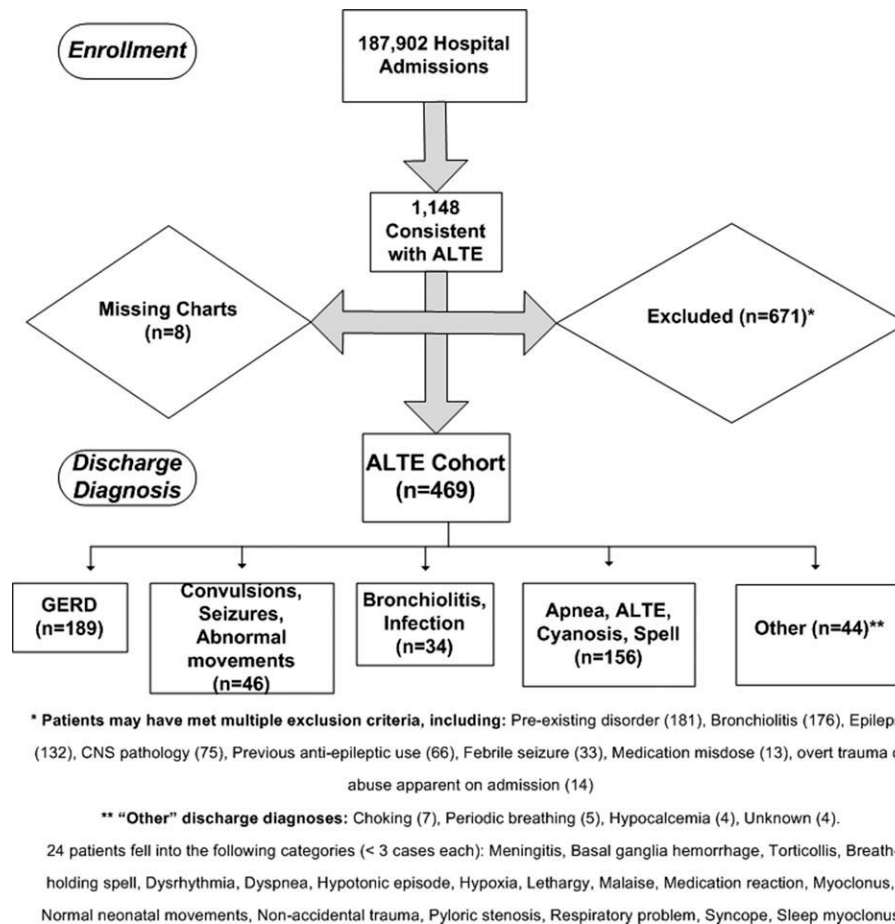 Enrollment
187,902 Hospital
Admissions
1,148
Consistent
with ALTE
Missing Charts
(n=8)
Excluded (n=671)*
Discharge
Diagnosis
ALTE Cohort
(n=469)
GERD
(n=189)
Convulsions,
Seizures,
Abnormal
movements
(n=46)
Bronchiolitis,
Infection
(n=34)
Apnea, ALTE,
Cyanosis, Spell
(n=156)
Other (n=44)**
* Patients may have met multiple exclusion criteria, including: Pre-existing disorder (181), Bronchiolitis (176),
(132), CNS pathology (75), Previous anti-epileptic use (66), Febrile seizure (33), Medication misdose (13), overt trauma
abuse apparent on admission (14)
** “Other” discharge diagnoses: Choking (7), Periodic breathing (5), Hypocalcemia (4), Unknown (4).
24 patients fell into the following categories (< 3 cases each): Meningitis, Basal ganglia hemorrhage, Torticollis, Breath-
holding spell, Dysrhythmia, Dyspnea, Hypotonic episode, Hypoxia, Lethargy, Malaise, Medication reaction, Myoclonus,
Normal neonatal movements, Non-accidental trauma, Pyloric stenosis, Respiratory problem, Syncope, Sleep myoclonus